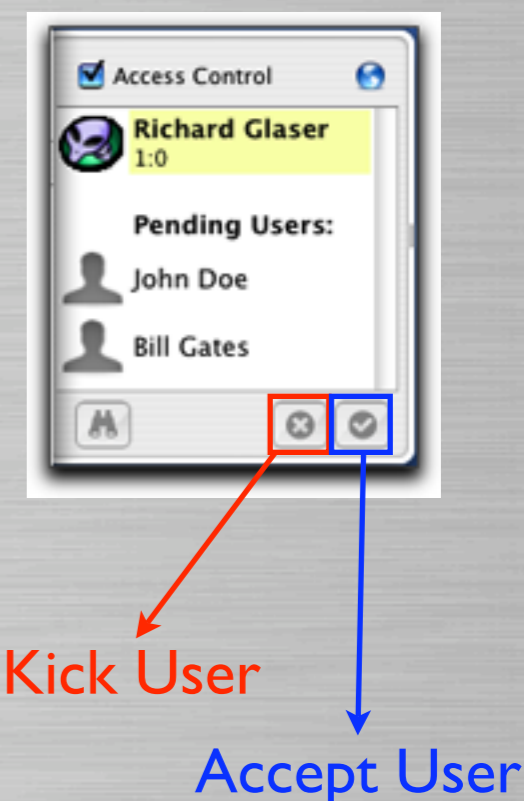 Access Control
Richard Glaser
1:0
Pending Users:
John Doe
Bill Gates
Kick User
Accept User